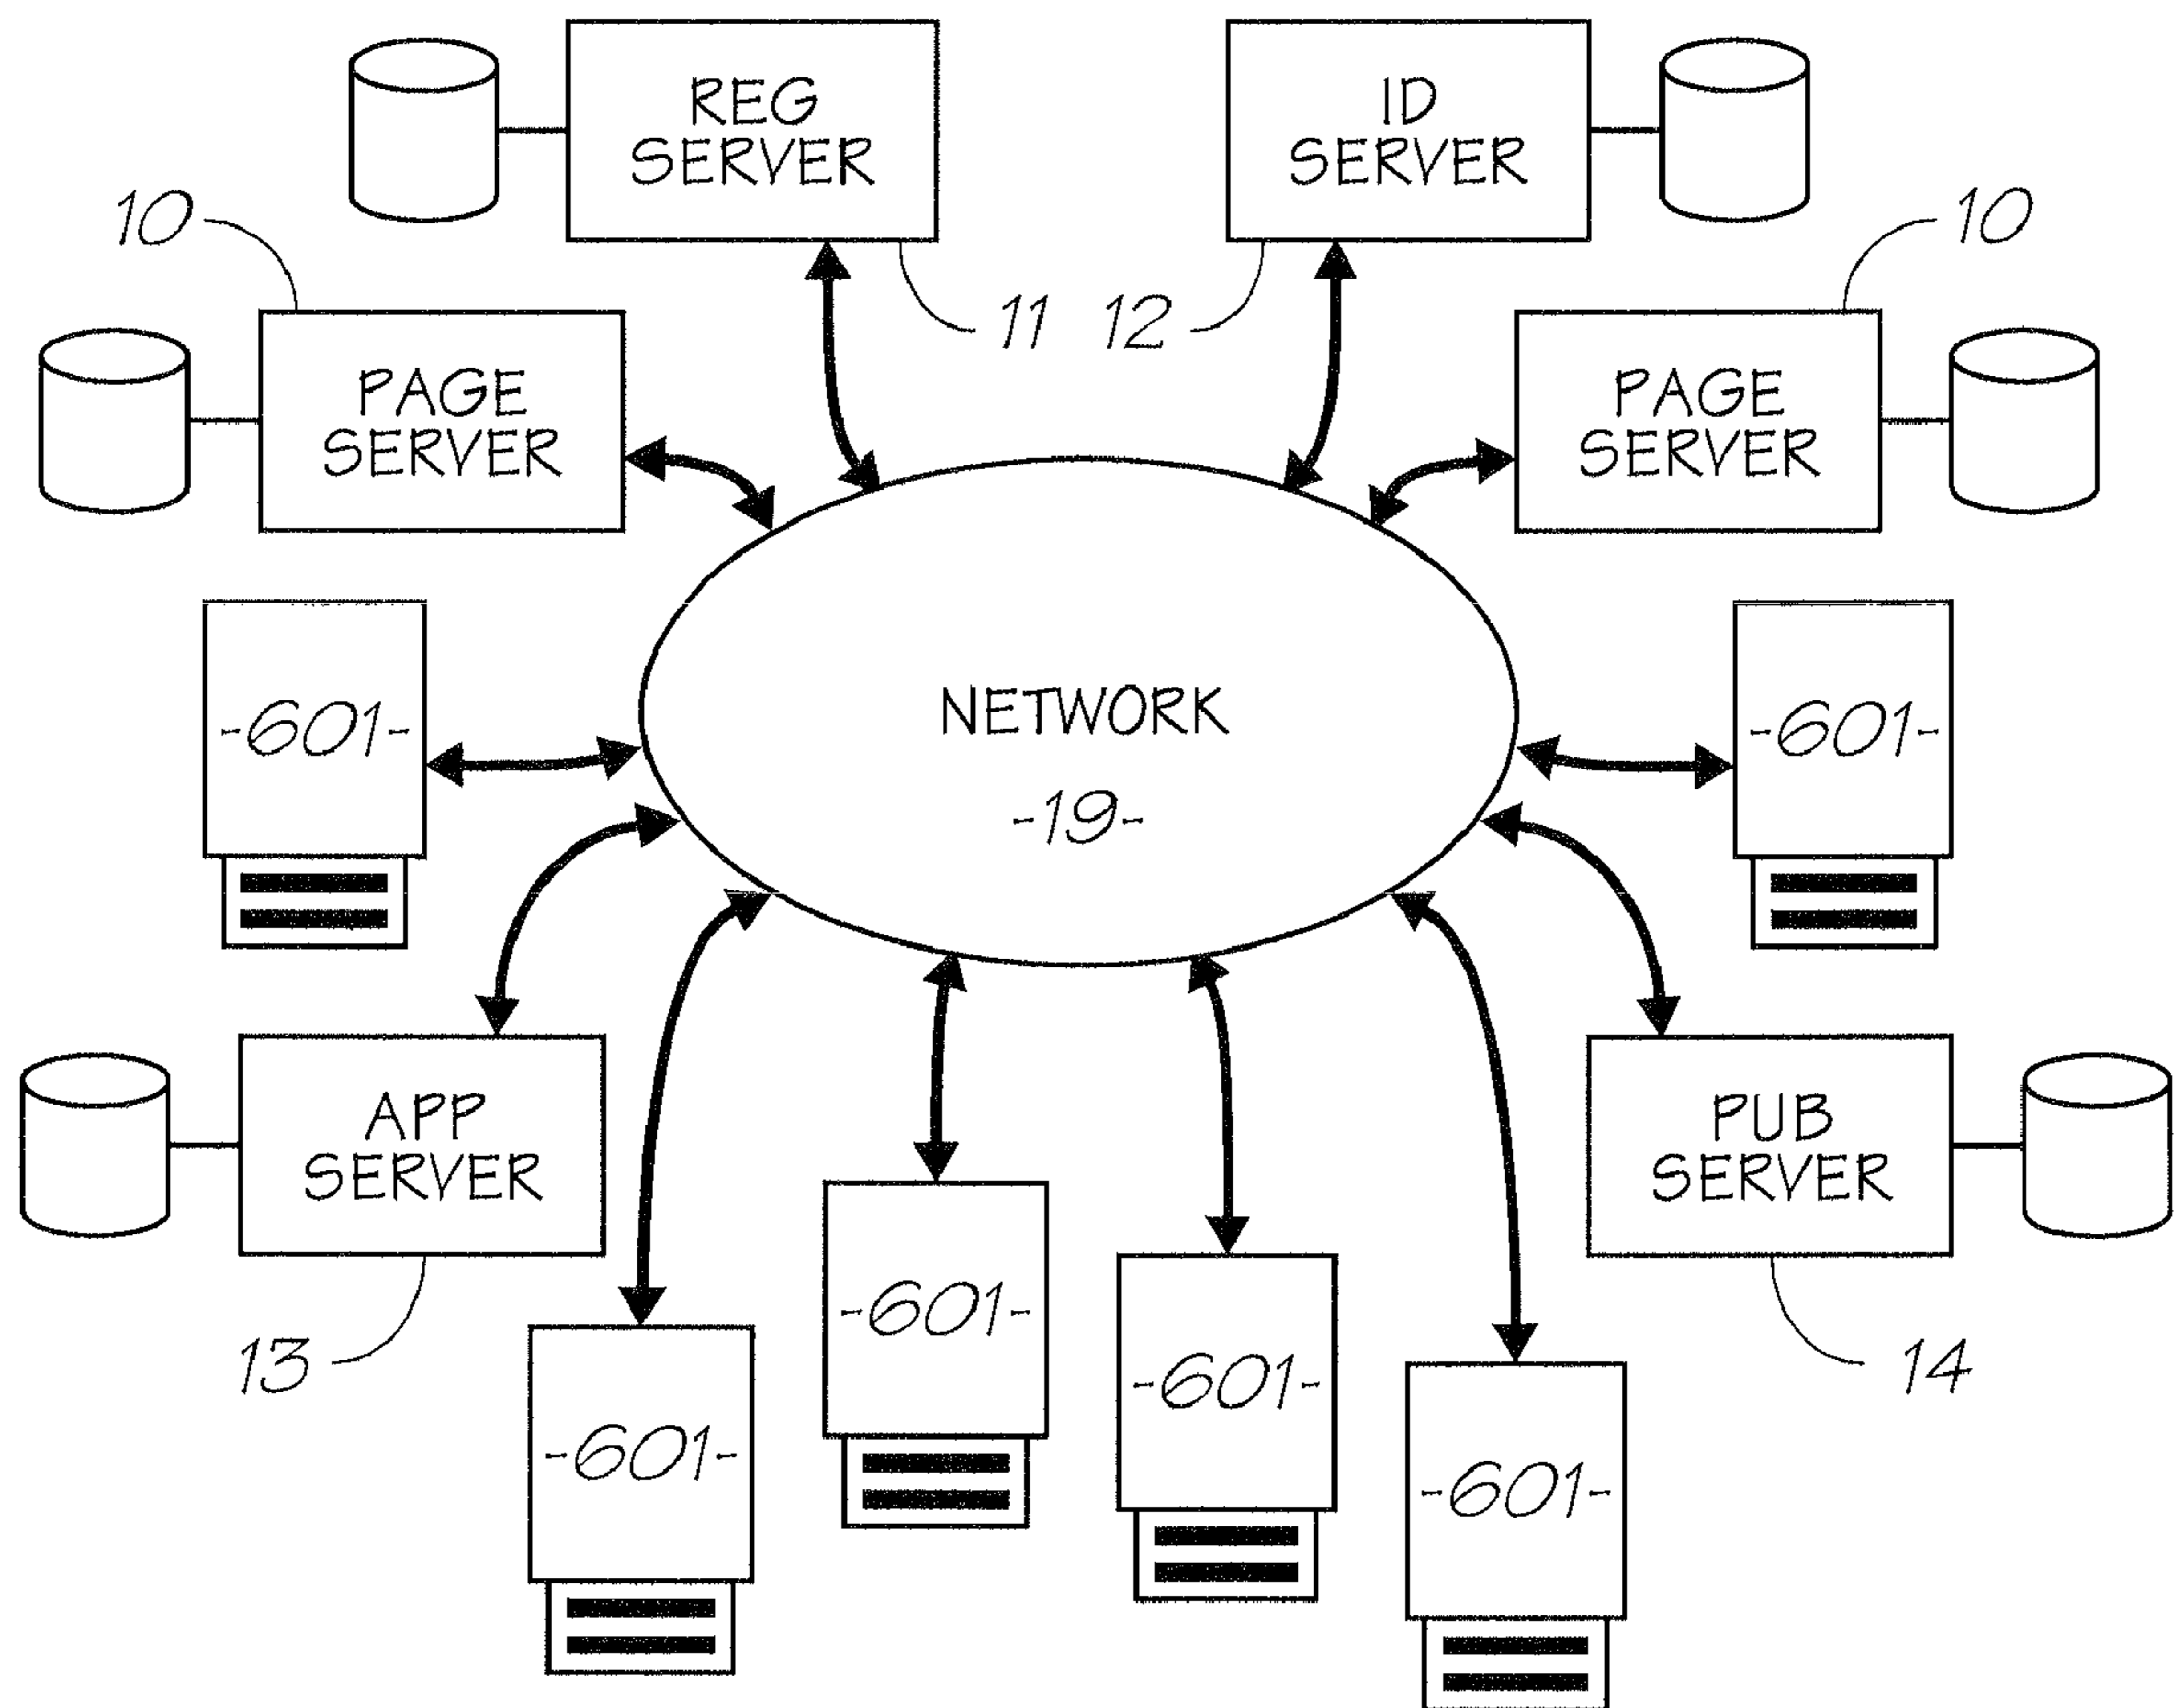 REG
SERVER
ID
SERVER
10
10
11
12
PAGE
SERVER
PAGE
SERVER
-601-
NETWORK
-19-
-601-
APP
SERVER
PUB
SERVER
-601-
-601-
13
14
-601-
-601-